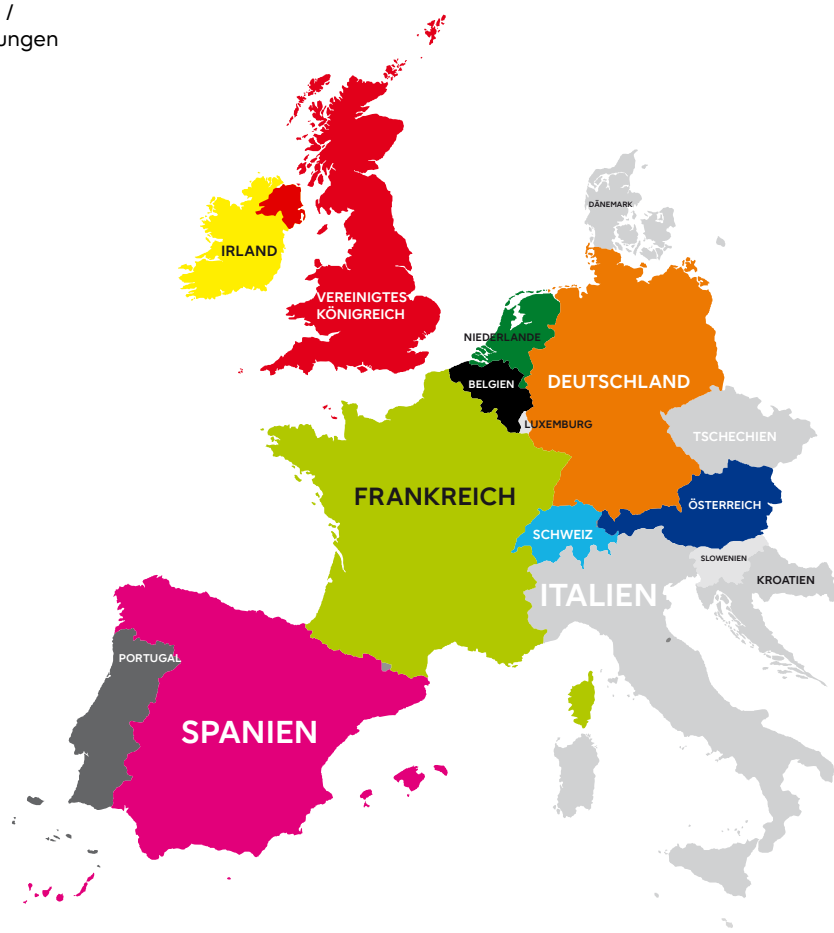 /
ungen
DÄNEMARK
IRLAND
VEREINIGTES
KÖNIGREICH
NIEDERLANDE
BELGIEN
DEUTSCHLAND
LUXEMBURG
TSCHECHIEN
FRANKREICH
ÖSTERREICH
SCHWEIZ
SLOWENIEN
KROATIEN
ITALIEN
PORTUGAL
SPANIEN